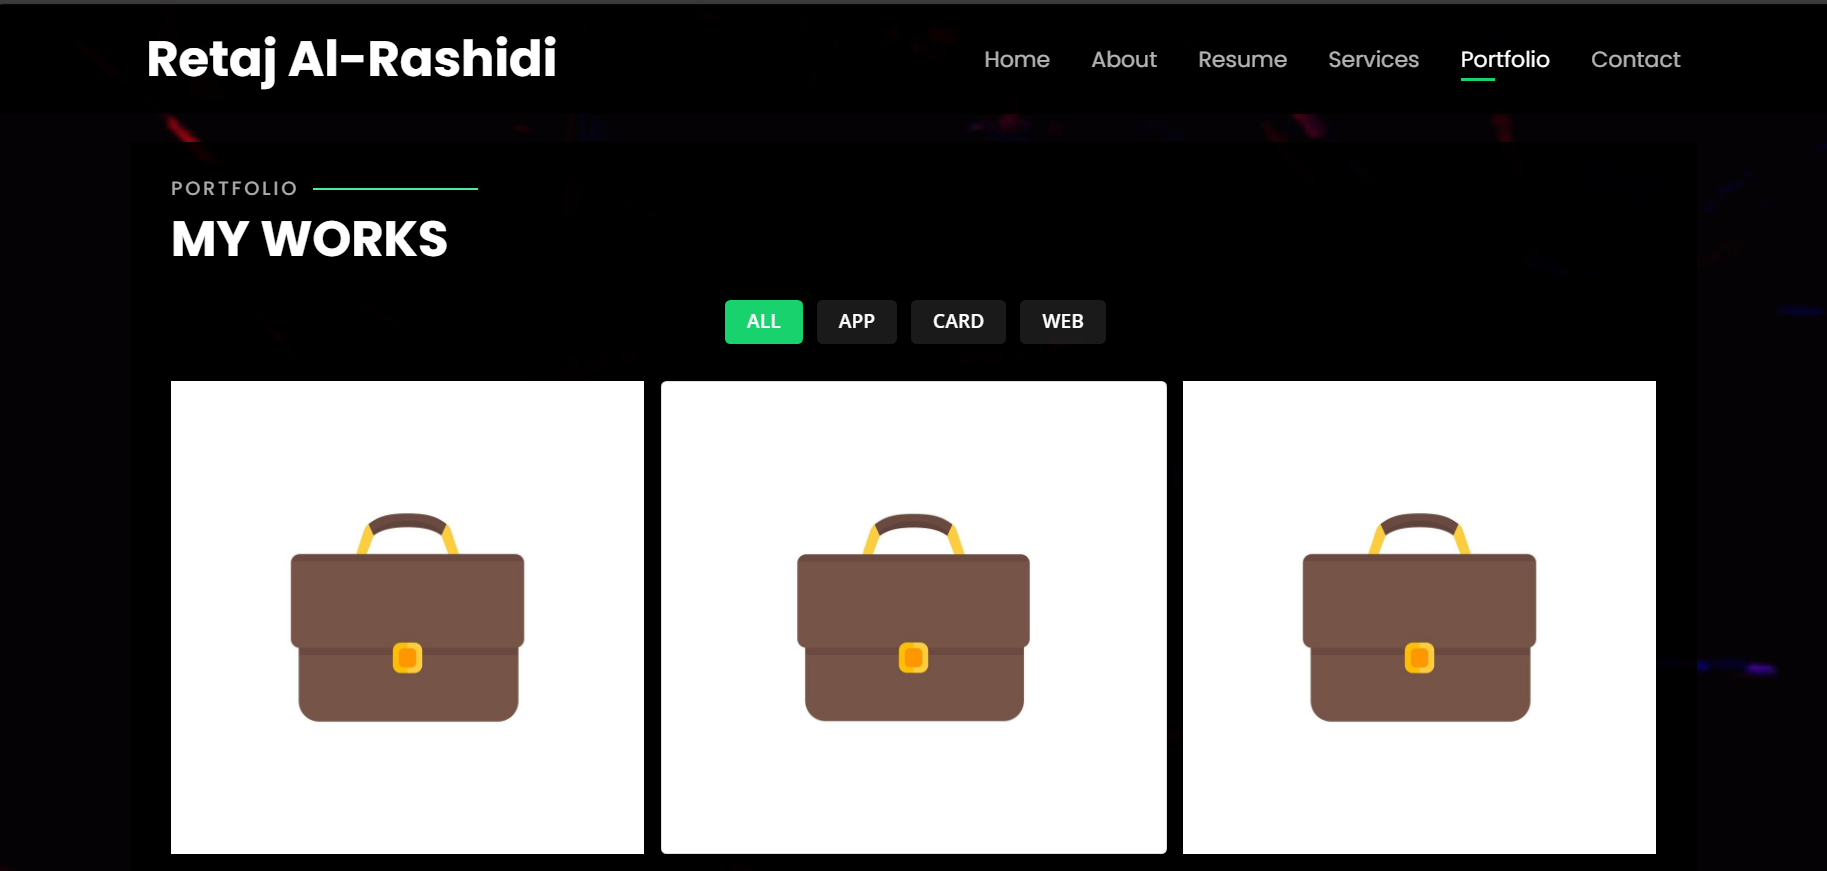 Retaj Al-Rashidi
Home About Resume Services Portfolio Contact
PORTFOLIO
MY WORKS
ALL APP CARD WEB